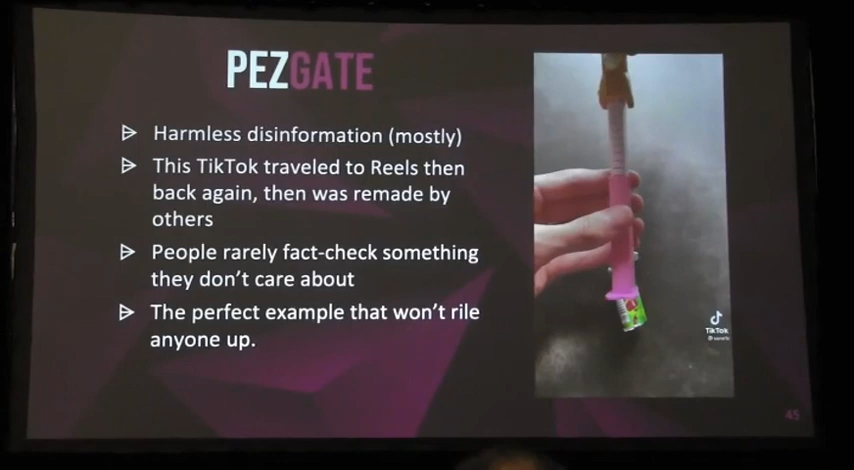 PEZGATE
Harmless disinformation (mostly)
This TikTok traveled to Reels then
back again, then was remade by
others
People rarely fact-check something
they don't care about
The perfect example that won't rile
anyone up.
TikTok
45